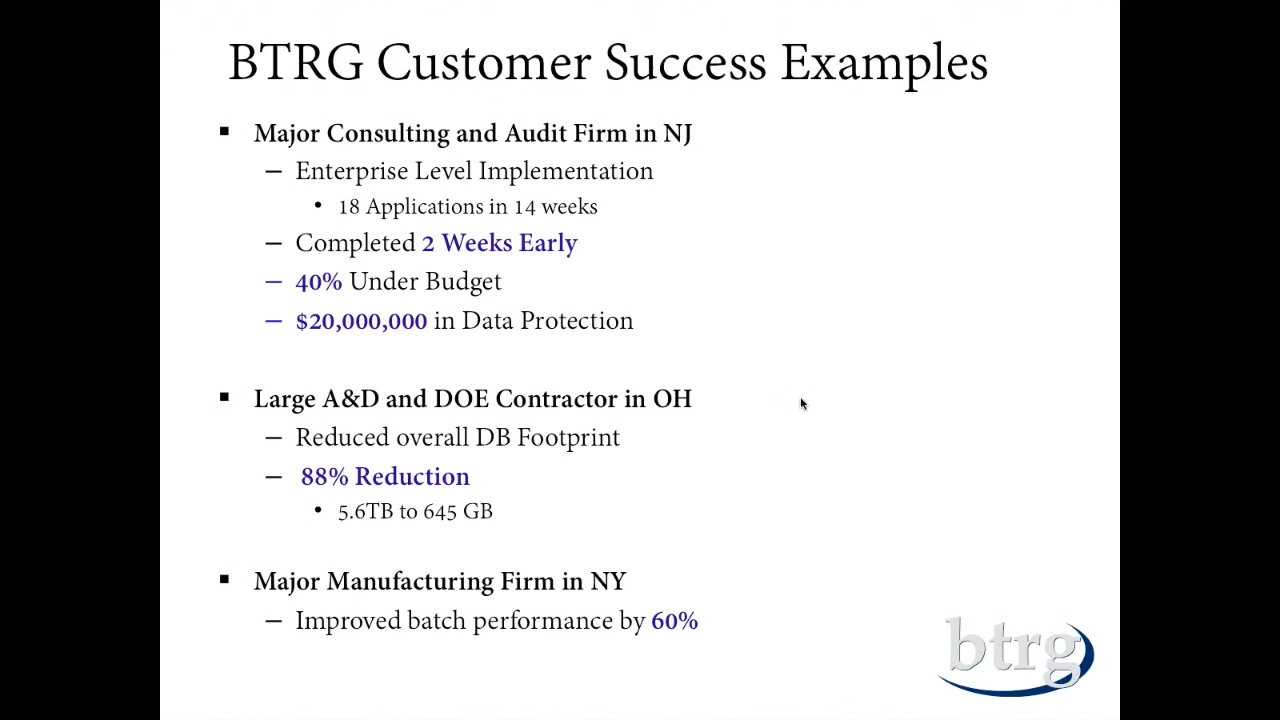 BTRG Customer Success Examples
▪ Major Consulting and Audit Firm in NJ
– Enterprise Level Implementation
• 18 Applications in 14 weeks
– Completed 2 Weeks Early
– 40% Under Budget
– $20,000,000 in Data Protection
▪ Large A&D and DOE Contractor in OH
– Reduced overall DB Footprint
– 88% Reduction
• 5.6TB to 645 GB
▪ Major Manufacturing Firm in NY
– Improved batch performance by 60%
btrg